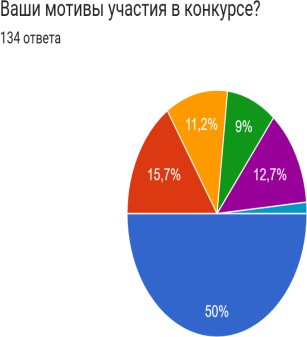 Ваши мотивы участия в конкурсе?
134 ответа
11,2%
9%
15,7%
12,7%
50%